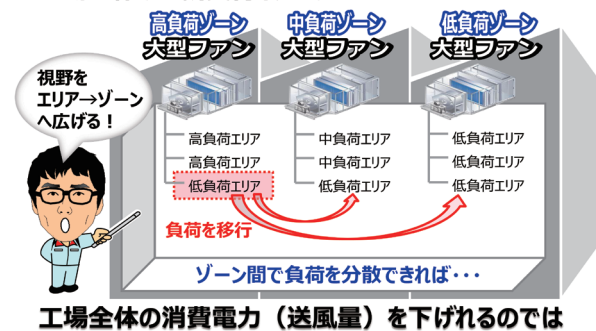 高負荷ゾーン
大型ファン
中負荷ゾーン
大型ファン
低負荷ゾーン
大型ファン
視野を
エリア→ゾーン
へ広げる！
高負荷エリア
高負荷エリア
低負荷エリア
中負荷エリア
中負荷エリア
低負荷エリア
低負荷エリア
低負荷エリア
低負荷エリア
負荷を移行
ゾーン間で負荷を分散できれば･･･
工場全体の消費電力（送風量）を下げれるのでは